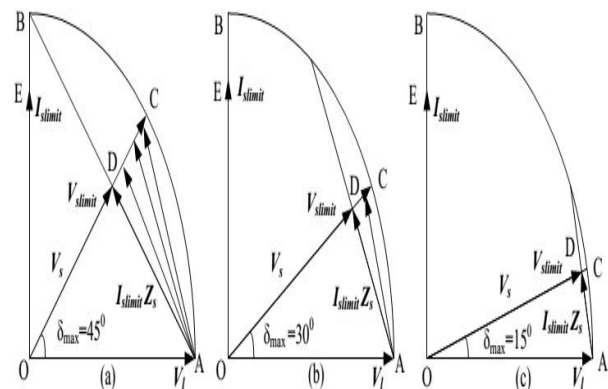 B
E
I_slimit
C
D
V_slimit
V_s
I_slimit Z_s
δ_max=45⁰
O
(a)
V_l
A
B
E
I_slimit
D
C
V_slimit
V_s
I_slimit Z_s
δ_max=30⁰
O
(b)
V_l
A
B
E
I_slimit
D
C
V_slimit
V_s
I_slimit Z_s
δ_max=15⁰
O
(c)
V_l
A